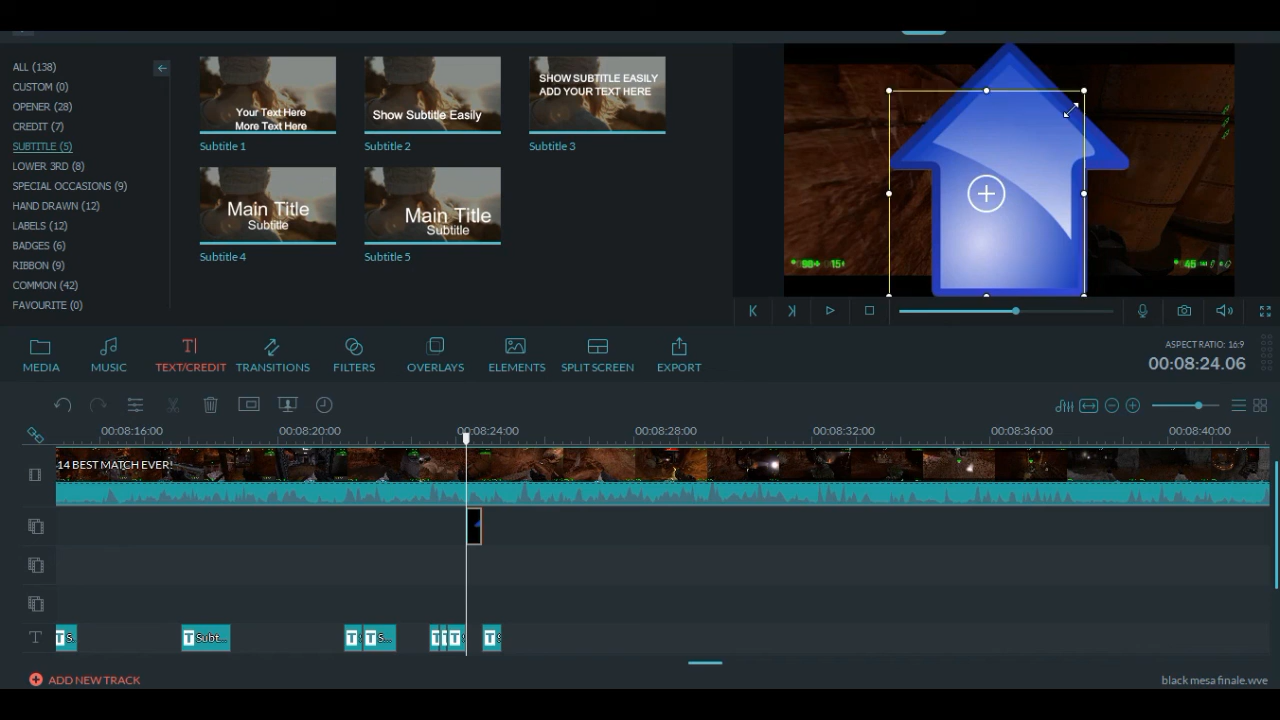 ALL (138)
CUSTOM (0)
OPENER (28)
CREDIT (7)
SUBTITLE (5)
LOWER 3RD (8)
SPECIAL OCCASIONS (9)
HAND DRAWN (12)
LABELS (12)
BADGES (6)
RIBBON (9)
COMMON (42)
FAVOURITE (0)
Your Text Here
More Text Here
Subtitle 1
Show Subtitle Easily
Subtitle 2
SHOW SUBTITLE EASILY
ADD YOUR TEXT HERE
Subtitle 3
Main Title
Subtitle
Subtitle 4
Main Title
Subtitle
Subtitle 5
98+ 15+
45
MEDIA
MUSIC
TEXT/CREDIT
TRANSITIONS
FILTERS
OVERLAYS
ELEMENTS
SPLIT SCREEN
EXPORT
ASPECT RATIO: 16:9
00:08:24.06
00:08:16:00 00:08:20:00 00:08:24:00 00:08:28:00 00:08:32:00 00:08:36:00 00:08:40:00
14 BEST MATCH EVER!
T S. T Subt... T T S... T T T T
ADD NEW TRACK
black mesa finale.wve